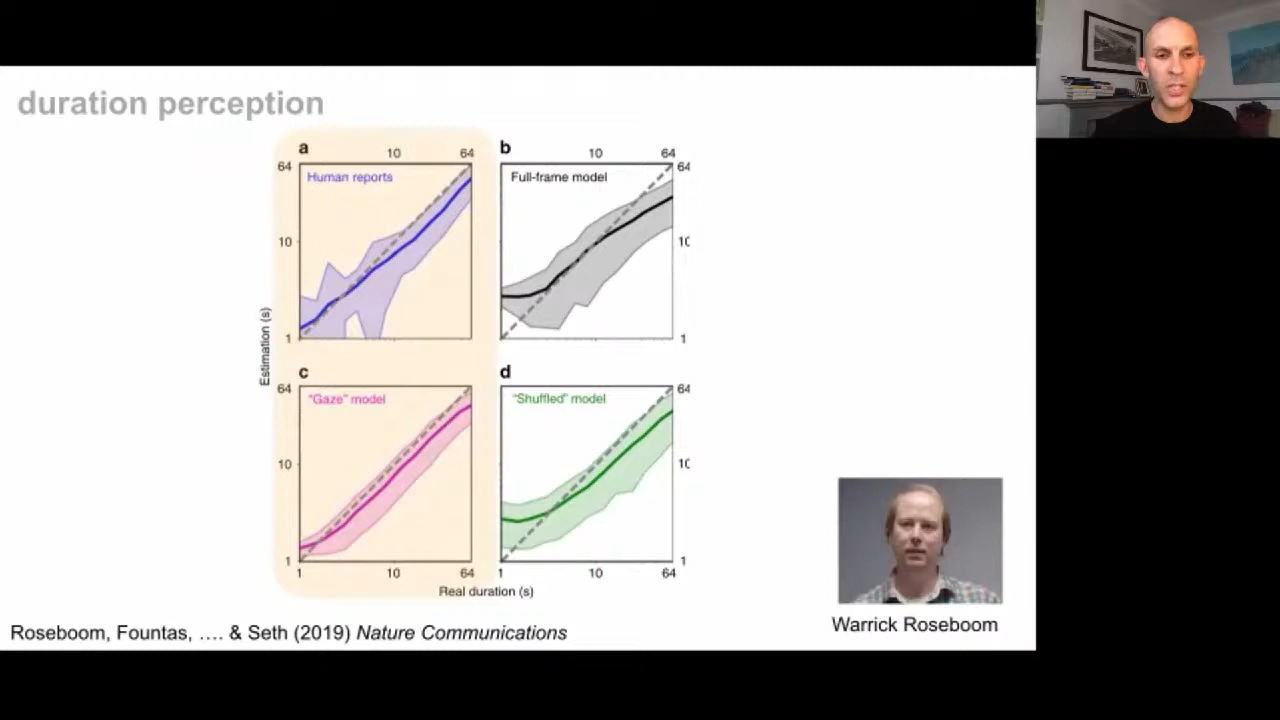 duration perception
a
10
64
64
Human reports
10
1
b
10
64
64
Full-frame model
10
1
Estimation (s)
c
64
"Gaze" model
10
1
1
10
64
d
64
"Shuffled" model
10
1
1
10
64
Real duration (s)
Roseboom, Fountas, .... & Seth (2019) Nature Communications
Warrick Roseboom